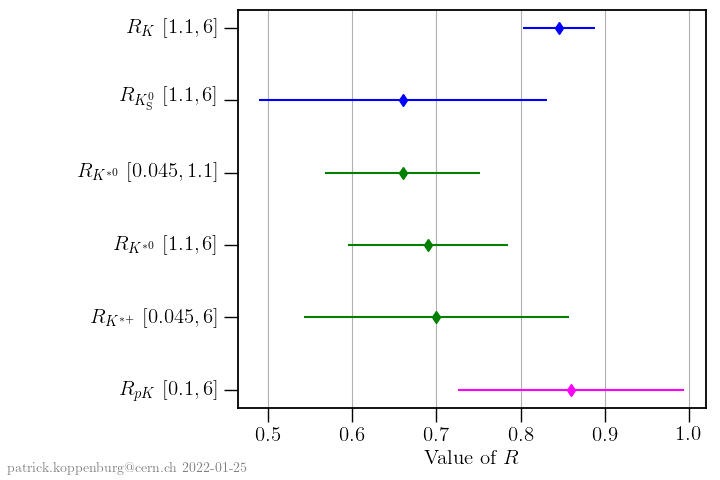 R_K [1.1, 6]
R_{K_S^0} [1.1, 6]
R_{K^{*0}} [0.045, 1.1]
R_{K^{*0}} [1.1, 6]
R_{K^{*+}} [0.045, 6]
R_{pK} [0.1, 6]
0.5 0.6 0.7 0.8 0.9 1.0
Value of R
patrick.koppenburg@cern.ch 2022-01-25